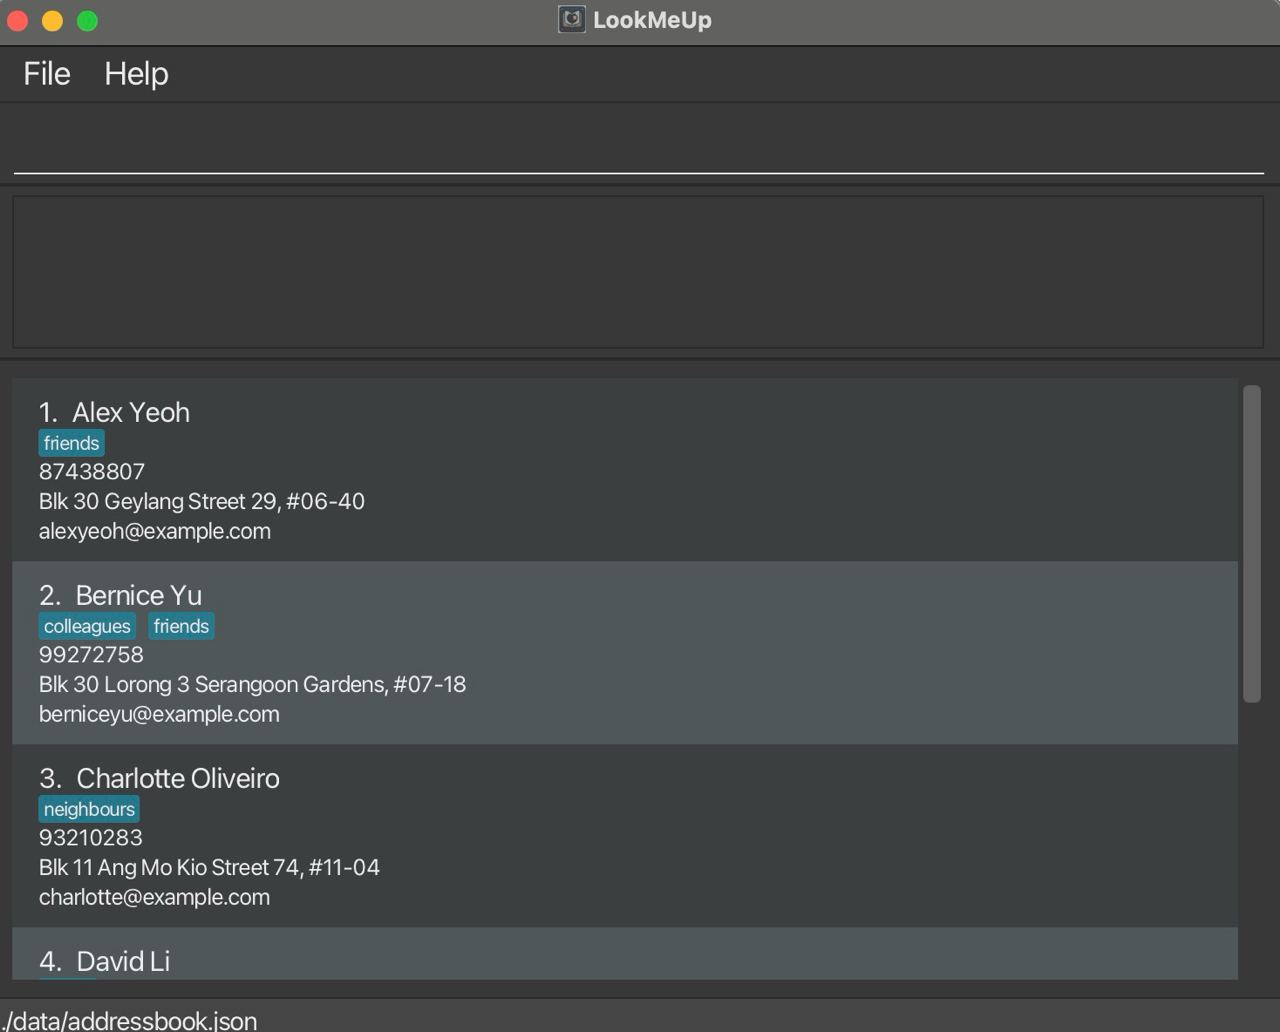 LookMeUp
File Help
1. Alex Yeoh
friends
87438807
Blk 30 Geylang Street 29, #06-40
alexyeoh@example.com
2. Bernice Yu
colleagues friends
99272758
Blk 30 Lorong 3 Serangoon Gardens, #07-18
berniceyu@example.com
3. Charlotte Oliveiro
neighbours
93210283
Blk 11 Ang Mo Kio Street 74, #11-04
charlotte@example.com
4. David Li
./data/addressbook.json